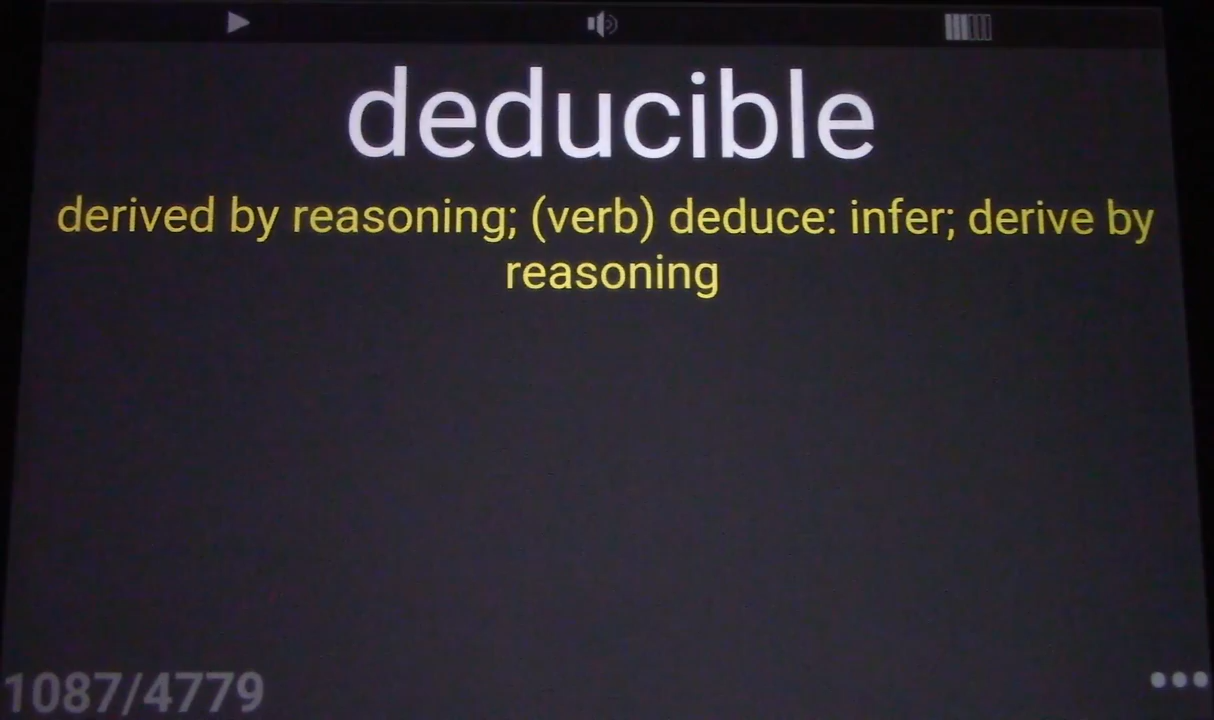 deducible
derived by reasoning; (verb) deduce: infer; derive by
reasoning
1087/4779